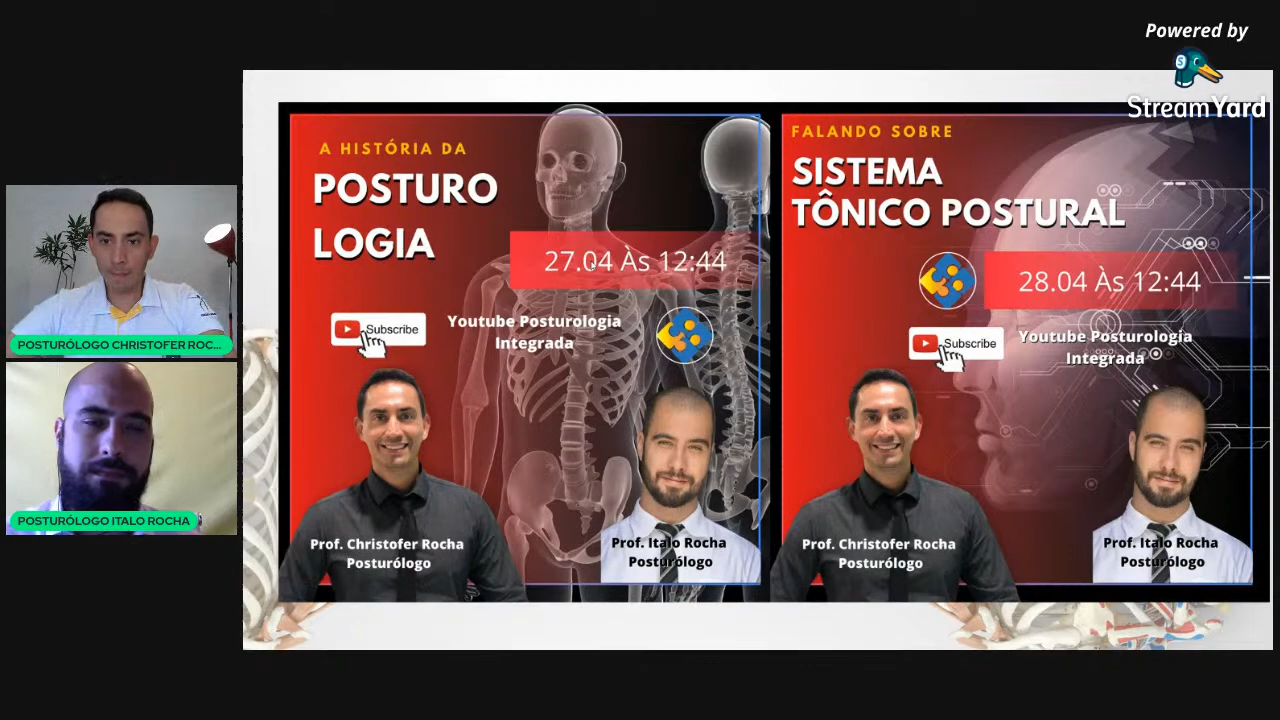 Powered by
StreamYard
A HISTÓRIA DA
POSTURO
LOGIA
27.04 Às 12:44
Subscribe
Youtube Posturologia
Integrada
Prof. Christofer Rocha
Posturólogo
Prof. Italo Rocha
Posturólogo
FALANDO SOBRE
SISTEMA
TÔNICO POSTURAL
28.04 Às 12:44
Subscribe
Youtube Posturologia
Integrada
Prof. Christofer Rocha
Posturólogo
Prof. Italo Rocha
Posturólogo
POSTURÓLOGO CHRISTOFER ROC...
POSTURÓLOGO ITALO ROCHA